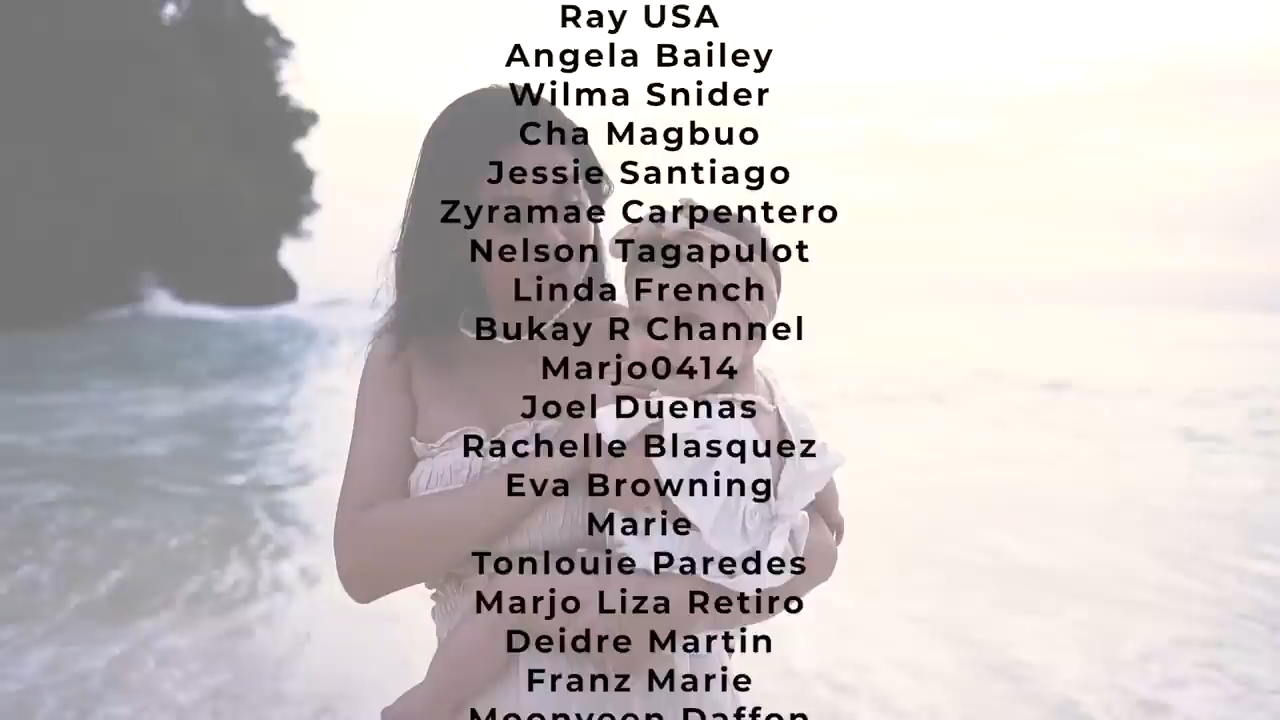 Ray USA
Angela Bailey
Wilma Snider
Cha Magbuo
Jessie Santiago
Zyramae Carpentero
Nelson Tagapulot
Linda French
Bukay R Channel
Marjo0414
Joel Duenas
Rachelle Blasquez
Eva Browning
Marie
Tonlouie Paredes
Marjo Liza Retiro
Deidre Martin
Franz Marie